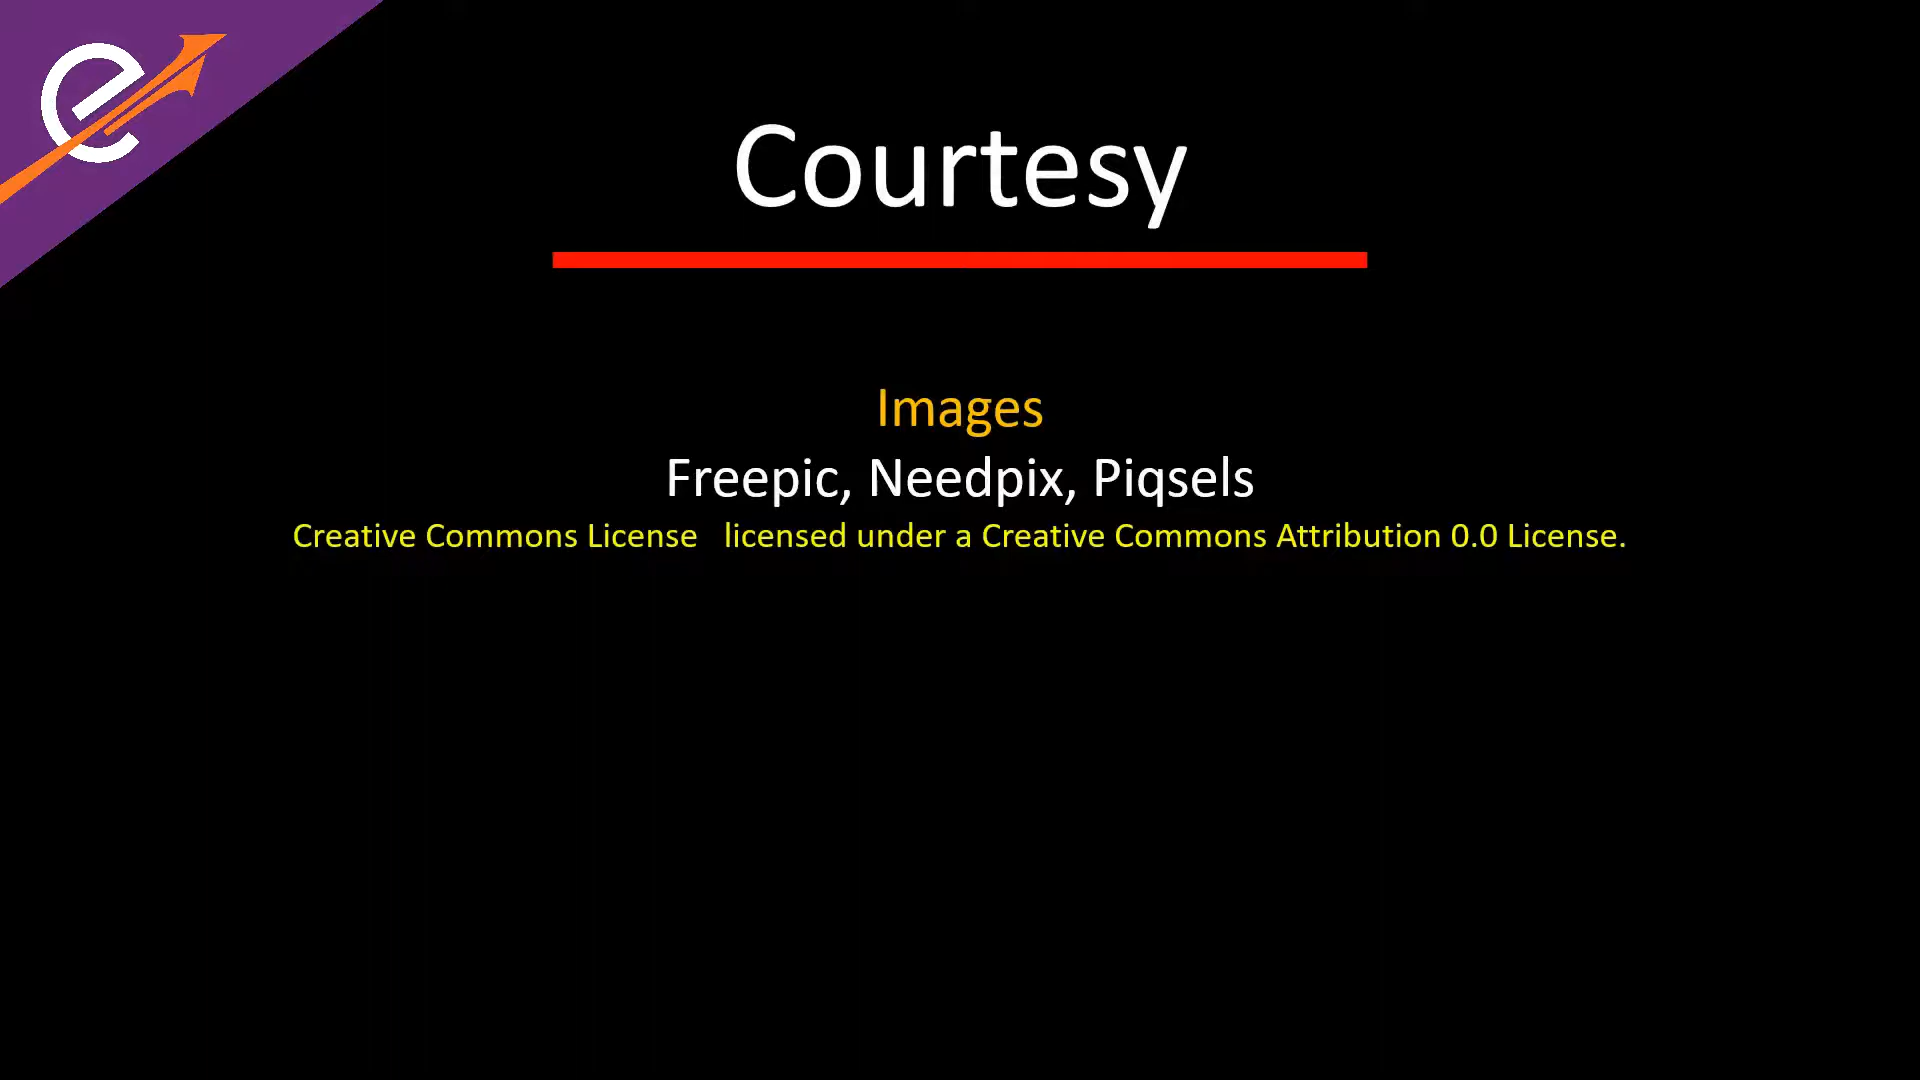 Courtesy
Images
Freepic, Needpix, Piqsels
Creative Commons License licensed under a Creative Commons Attribution 0.0 License.